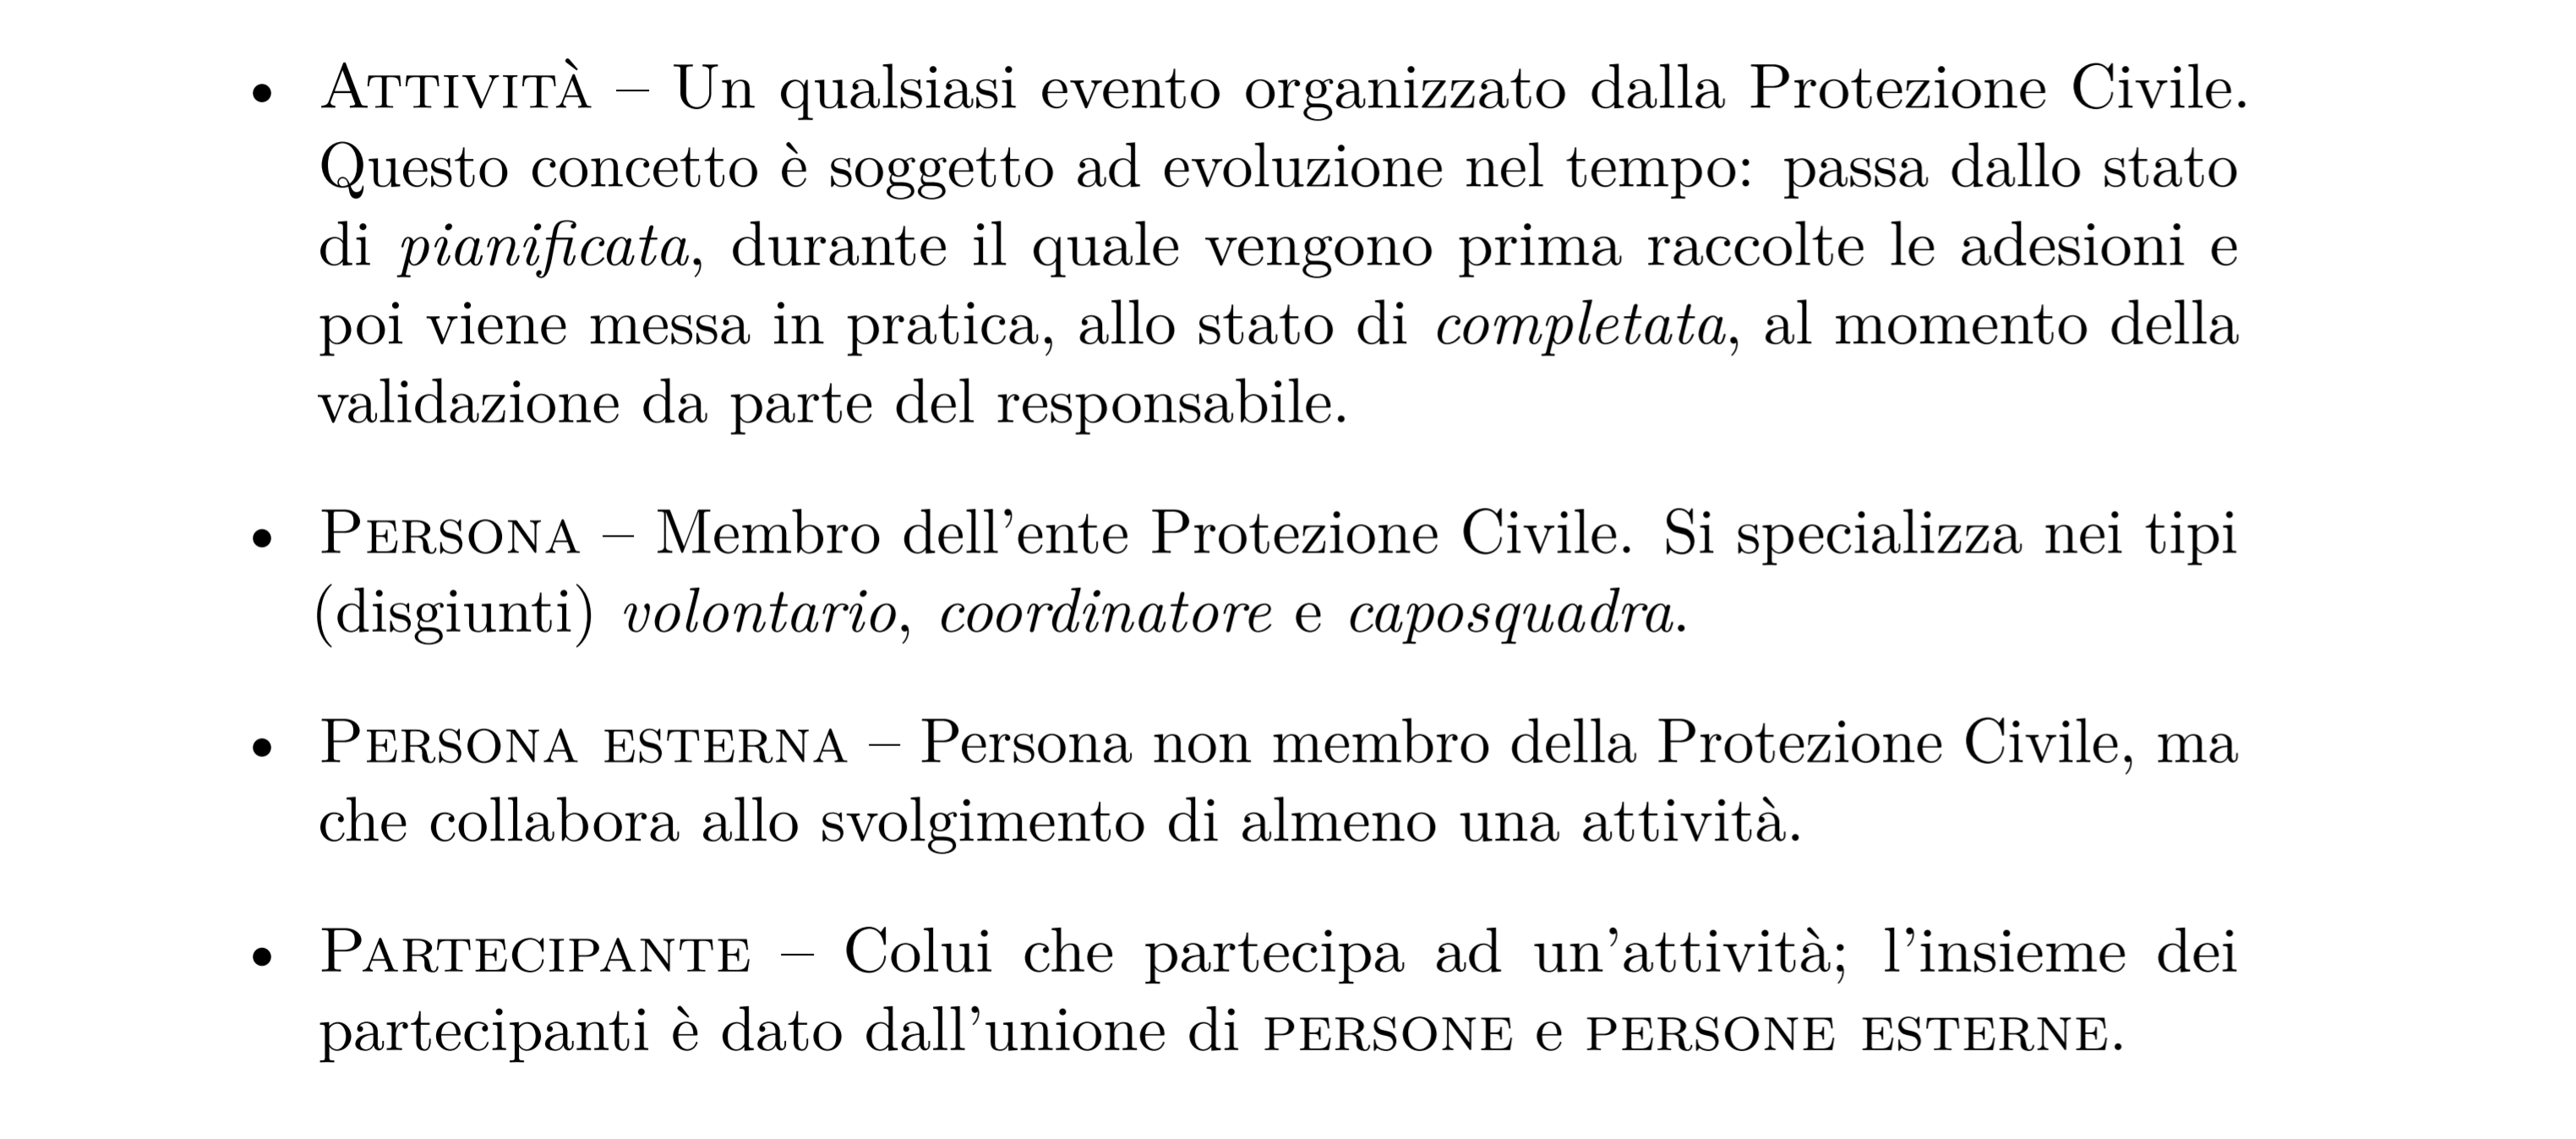 • Attività – Un qualsiasi evento organizzato dalla Protezione Civile.
Questo concetto è soggetto ad evoluzione nel tempo: passa dallo stato
di pianificata, durante il quale vengono prima raccolte le adesioni e
poi viene messa in pratica, allo stato di completata, al momento della
validazione da parte del responsabile.
• Persona – Membro dell’ente Protezione Civile. Si specializza nei tipi
(disgiunti) volontario, coordinatore e caposquadra.
• Persona esterna – Persona non membro della Protezione Civile, ma
che collabora allo svolgimento di almeno una attività.
• Partecipante – Colui che partecipa ad un’attività; l’insieme dei
partecipanti è dato dall’unione di persone e persone esterne.